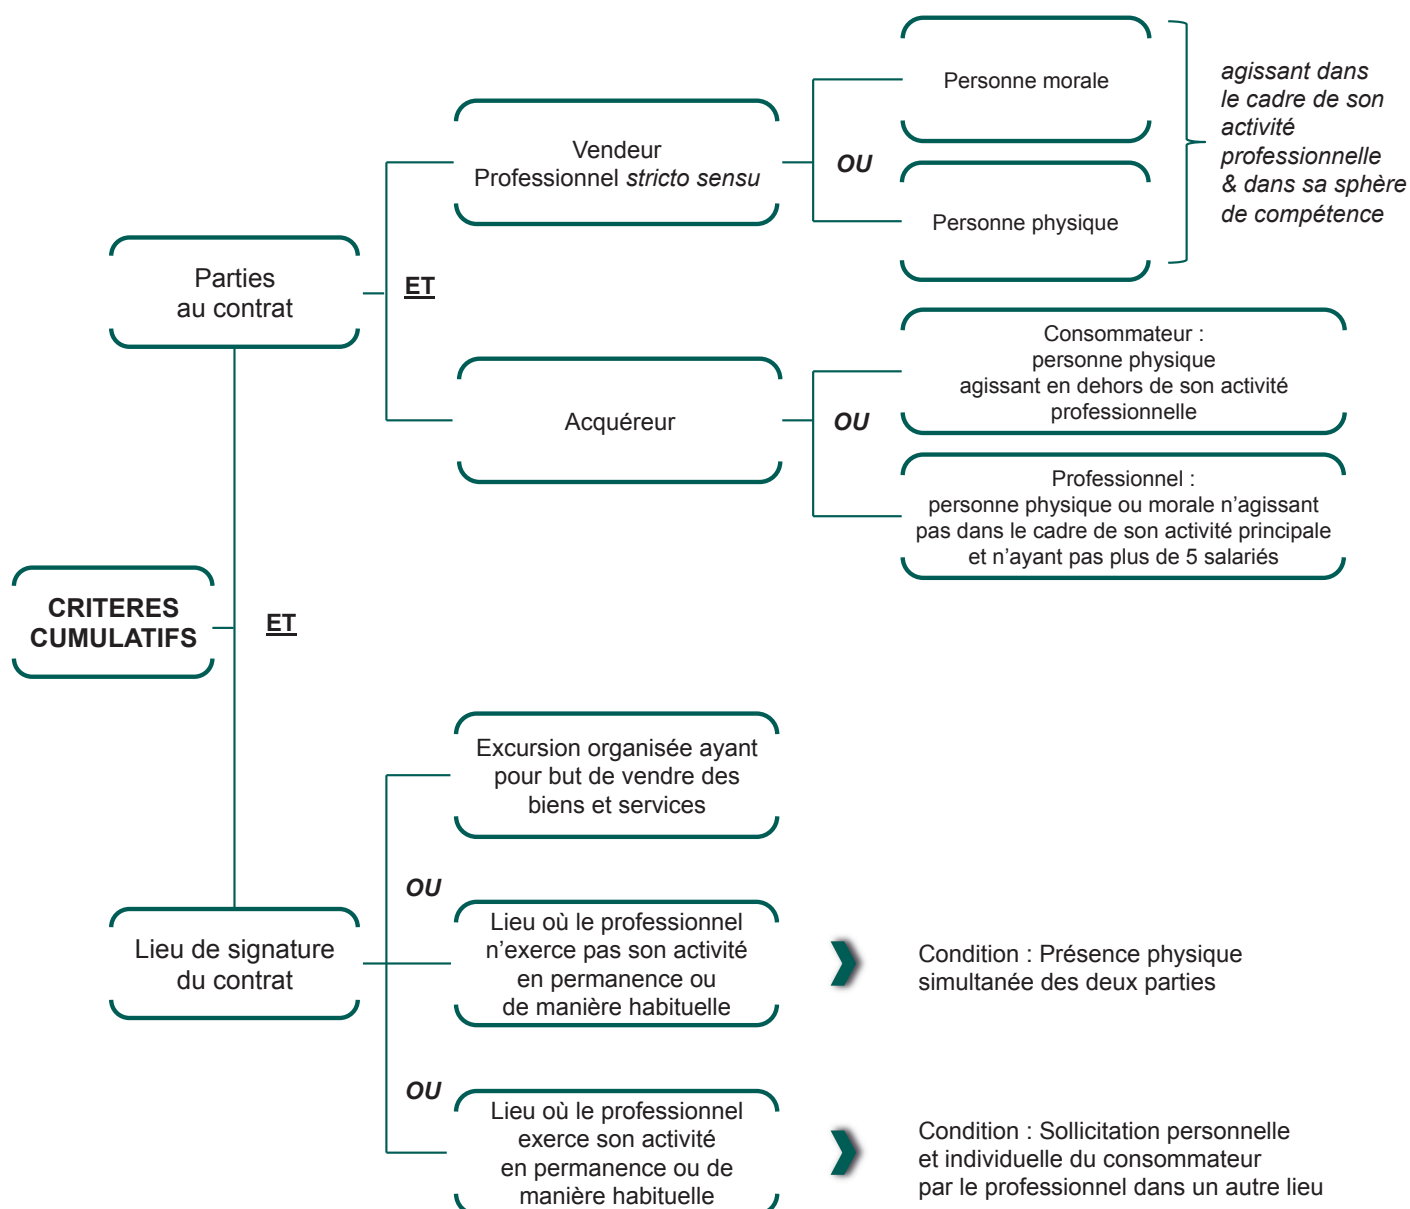 Personne morale
agissant dans
le cadre de son
activité
professionnelle
& dans sa sphère
de compétence
Vendeur
Professionnel stricto sensu
OU
Personne physique
Parties
au contrat
ET
Consommateur :
personne physique
agissant en dehors de son activité
professionnelle
Acquéreur
OU
Professionnel :
personne physique ou morale n’agissant
pas dans le cadre de son activité principale
et n’ayant pas plus de 5 salariés
CRITERES
CUMULATIFS
ET
Excursion organisée ayant
pour but de vendre des
biens et services
OU
Lieu de signature
du contrat
Lieu où le professionnel
n’exerce pas son activité
en permanence ou
de manière habituelle
Condition : Présence physique
simultanée des deux parties
OU
Lieu où le professionnel
exerce son activité
en permanence ou de
manière habituelle
Condition : Sollicitation personnelle
et individuelle du consommateur
par le professionnel dans un autre lieu